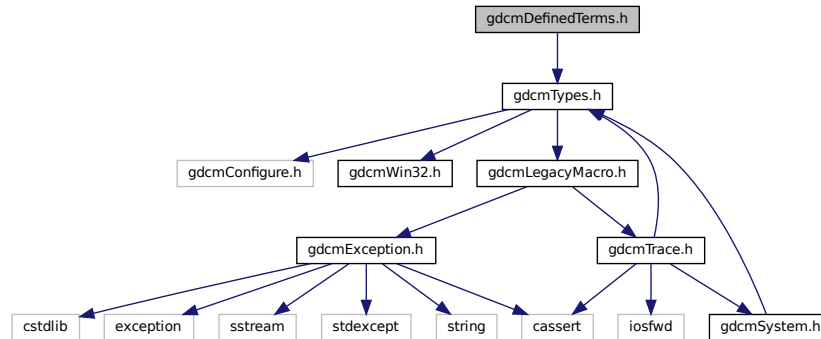 gdcmDefinedTerms.h
gdcmTypes.h
gdcmConfigure.h
gdcmWin32.h
gdcmLegacyMacro.h
gdcmException.h
gdcmTrace.h
cstdlib
exception
sstream
stdexcept
string
cassert
iosfwd
gdcmSystem.h